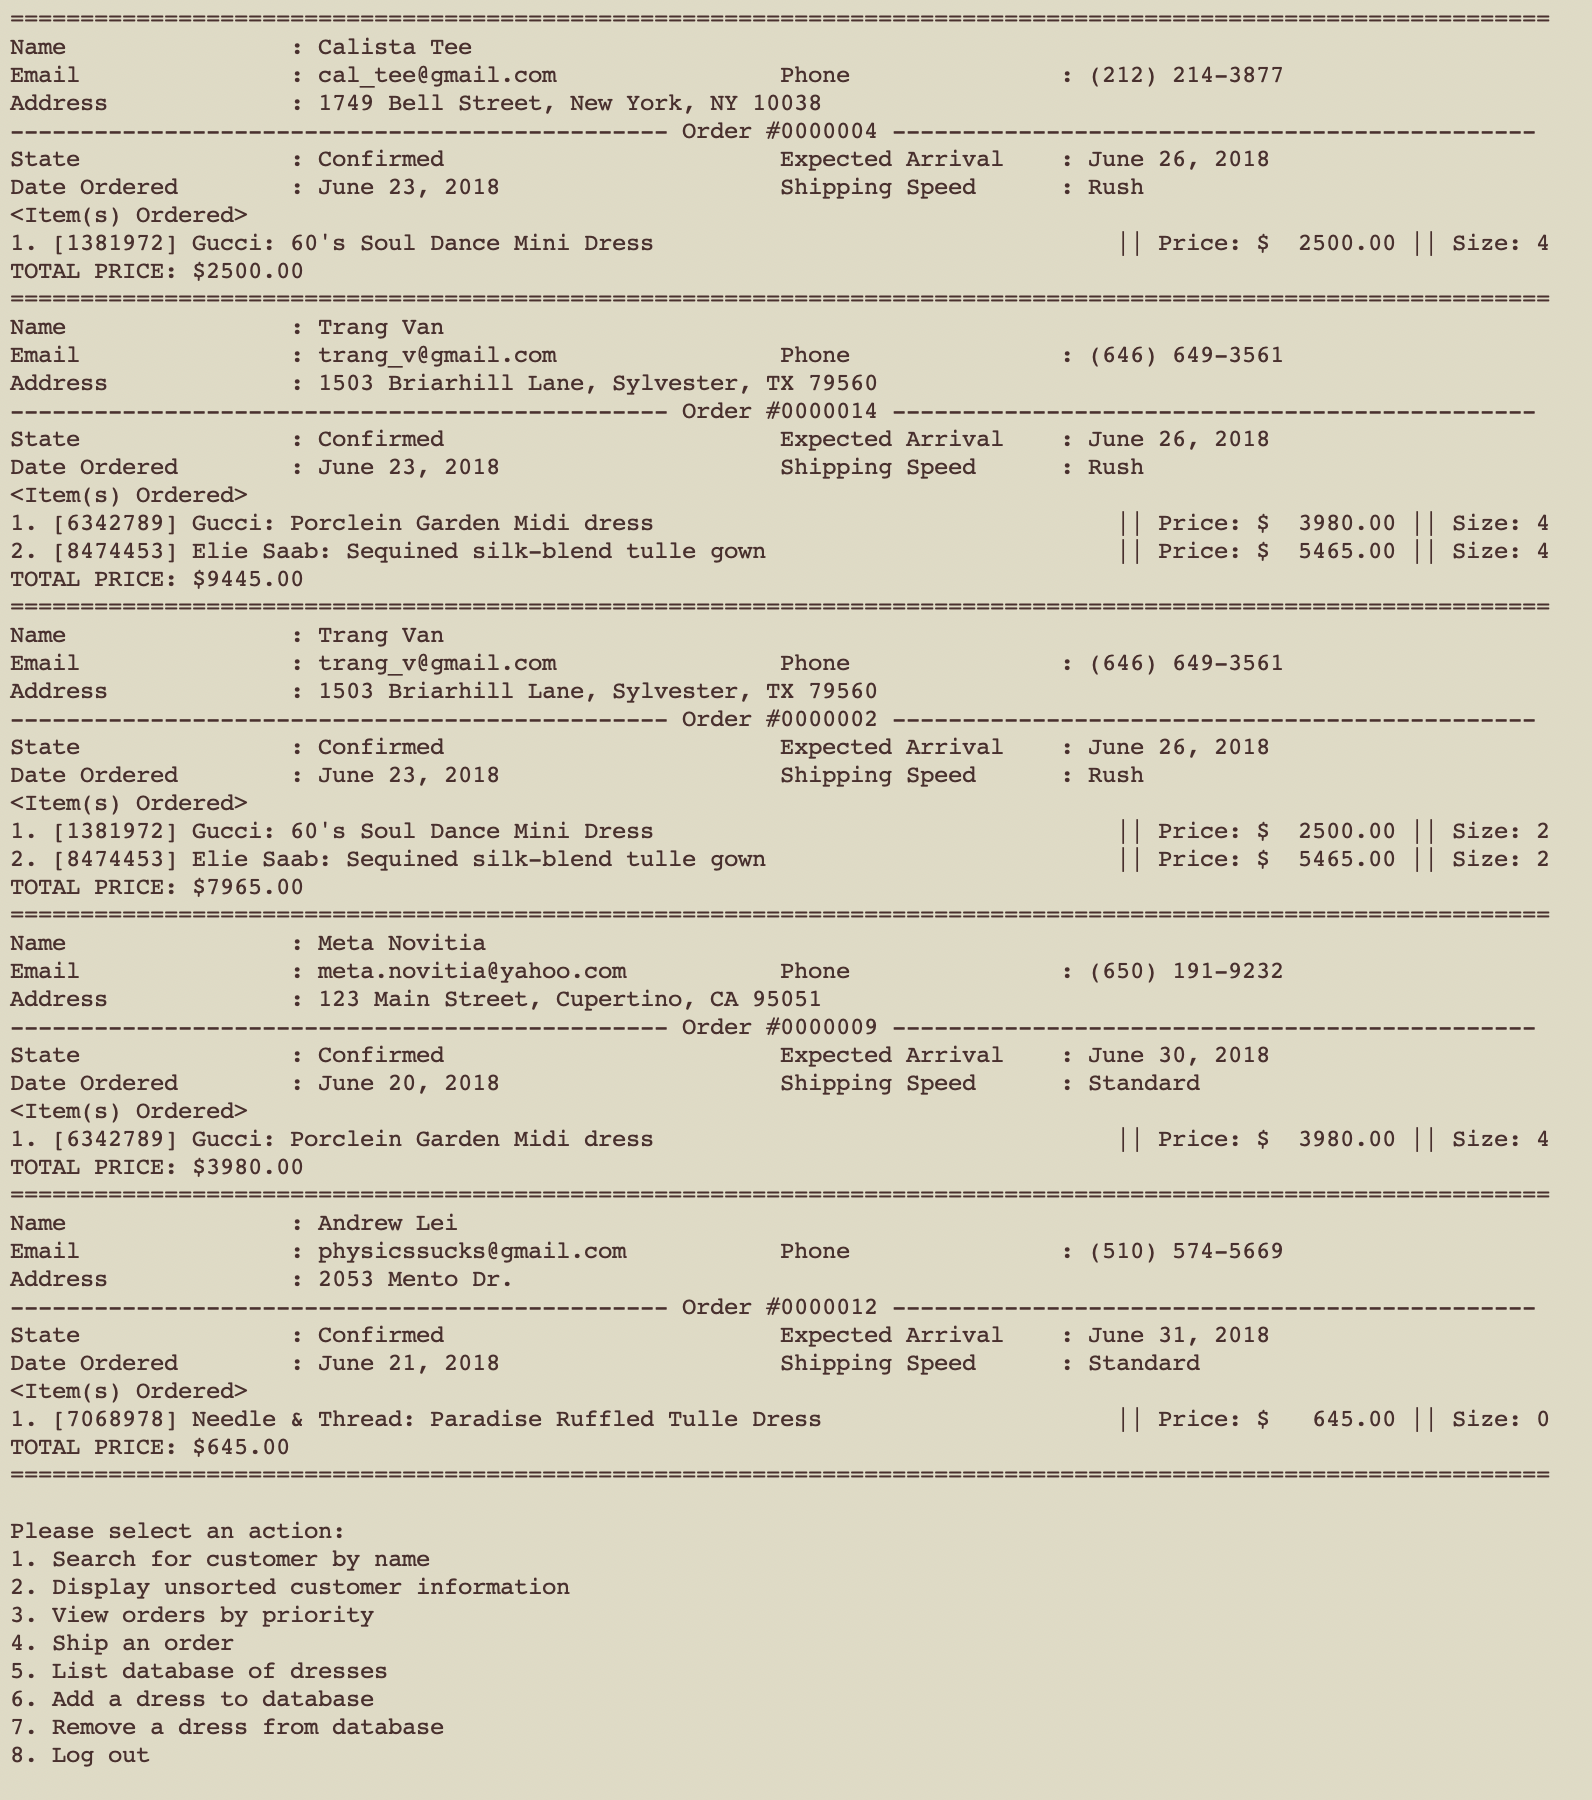 ==============================================================================================================
Name                : Calista Tee
Email               : cal_tee@gmail.com                Phone               : (212) 214-3877
Address             : 1749 Bell Street, New York, NY 10038
----------------------------------------------- Order #0000004 ----------------------------------------------
State               : Confirmed                        Expected Arrival    : June 26, 2018
Date Ordered        : June 23, 2018                    Shipping Speed      : Rush
<Item(s) Ordered>
1. [1381972] Gucci: 60's Soul Dance Mini Dress                                 || Price: $  2500.00 || Size: 4
TOTAL PRICE: $2500.00
==============================================================================================================
Name                : Trang Van
Email               : trang_v@gmail.com                Phone               : (646) 649-3561
Address             : 1503 Briarhill Lane, Sylvester, TX 79560
----------------------------------------------- Order #0000014 ----------------------------------------------
State               : Confirmed                        Expected Arrival    : June 26, 2018
Date Ordered        : June 23, 2018                    Shipping Speed      : Rush
<Item(s) Ordered>
1. [6342789] Gucci: Porclein Garden Midi dress                                 || Price: $  3980.00 || Size: 4
2. [8474453] Elie Saab: Sequined silk-blend tulle gown                         || Price: $  5465.00 || Size: 4
TOTAL PRICE: $9445.00
==============================================================================================================
Name                : Trang Van
Email               : trang_v@gmail.com                Phone               : (646) 649-3561
Address             : 1503 Briarhill Lane, Sylvester, TX 79560
----------------------------------------------- Order #0000002 ----------------------------------------------
State               : Confirmed                        Expected Arrival    : June 26, 2018
Date Ordered        : June 23, 2018                    Shipping Speed      : Rush
<Item(s) Ordered>
1. [1381972] Gucci: 60's Soul Dance Mini Dress                                 || Price: $  2500.00 || Size: 2
2. [8474453] Elie Saab: Sequined silk-blend tulle gown                         || Price: $  5465.00 || Size: 2
TOTAL PRICE: $7965.00
==============================================================================================================
Name                : Meta Novitia
Email               : meta.novitia@yahoo.com           Phone               : (650) 191-9232
Address             : 123 Main Street, Cupertino, CA 95051
----------------------------------------------- Order #0000009 ----------------------------------------------
State               : Confirmed                        Expected Arrival    : June 30, 2018
Date Ordered        : June 20, 2018                    Shipping Speed      : Standard
<Item(s) Ordered>
1. [6342789] Gucci: Porclein Garden Midi dress                                 || Price: $  3980.00 || Size: 4
TOTAL PRICE: $3980.00
==============================================================================================================
Name                : Andrew Lei
Email               : physicssucks@gmail.com           Phone               : (510) 574-5669
Address             : 2053 Mento Dr.
----------------------------------------------- Order #0000012 ----------------------------------------------
State               : Confirmed                        Expected Arrival    : June 31, 2018
Date Ordered        : June 21, 2018                    Shipping Speed      : Standard
<Item(s) Ordered>
1. [7068978] Needle & Thread: Paradise Ruffled Tulle Dress                     || Price: $   645.00 || Size: 0
TOTAL PRICE: $645.00
==============================================================================================================

Please select an action:
1. Search for customer by name
2. Display unsorted customer information
3. View orders by priority
4. Ship an order
5. List database of dresses
6. Add a dress to database
7. Remove a dress from database
8. Log out